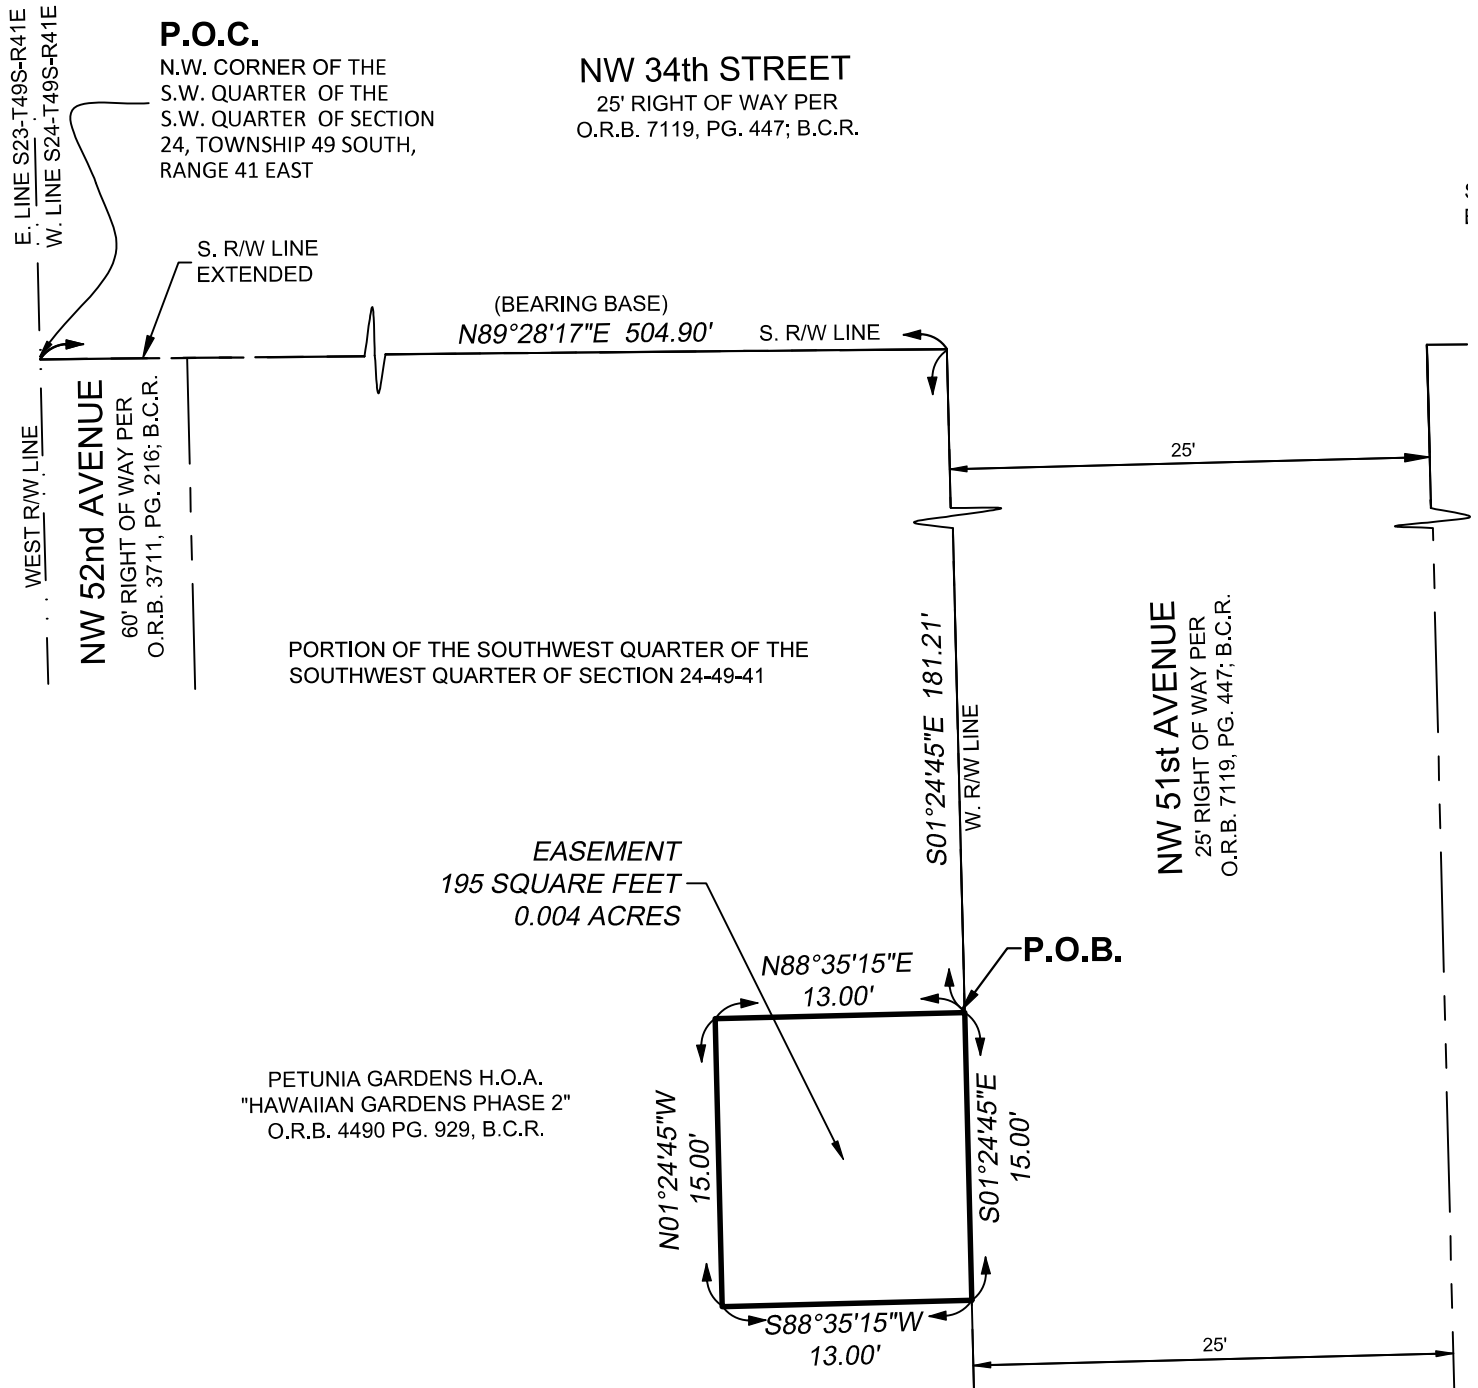 P.O.C.
N.W. CORNER OF THE
S.W. QUARTER OF THE
S.W. QUARTER OF SECTION
24, TOWNSHIP 49 SOUTH,
RANGE 41 EAST
NW 34th STREET
25' RIGHT OF WAY PER
O.R.B. 7119, PG. 447; B.C.R.
E. LINE S23-T49S-R41E
W. LINE S24-T49S-R41E
S. R/W LINE
EXTENDED
(BEARING BASE)
N89°28'17"E 504.90'
S. R/W LINE
WEST R/W LINE
NW 52nd AVENUE
60' RIGHT OF WAY PER
O.R.B. 3711, PG. 216; B.C.R.
25'
PORTION OF THE SOUTHWEST QUARTER OF THE
SOUTHWEST QUARTER OF SECTION 24-49-41
S01°24'45"E 181.21'
W. R/W LINE
NW 51st AVENUE
25' RIGHT OF WAY PER
O.R.B. 7119, PG. 447; B.C.R.
EASEMENT
195 SQUARE FEET
0.004 ACRES
P.O.B.
N88°35'15"E
13.00'
PETUNIA GARDENS H.O.A.
"HAWAIIAN GARDENS PHASE 2"
O.R.B. 4490 PG. 929, B.C.R.
N01°24'45"W
15.00'
S01°24'45"E
15.00'
S88°35'15"W
13.00'
25'